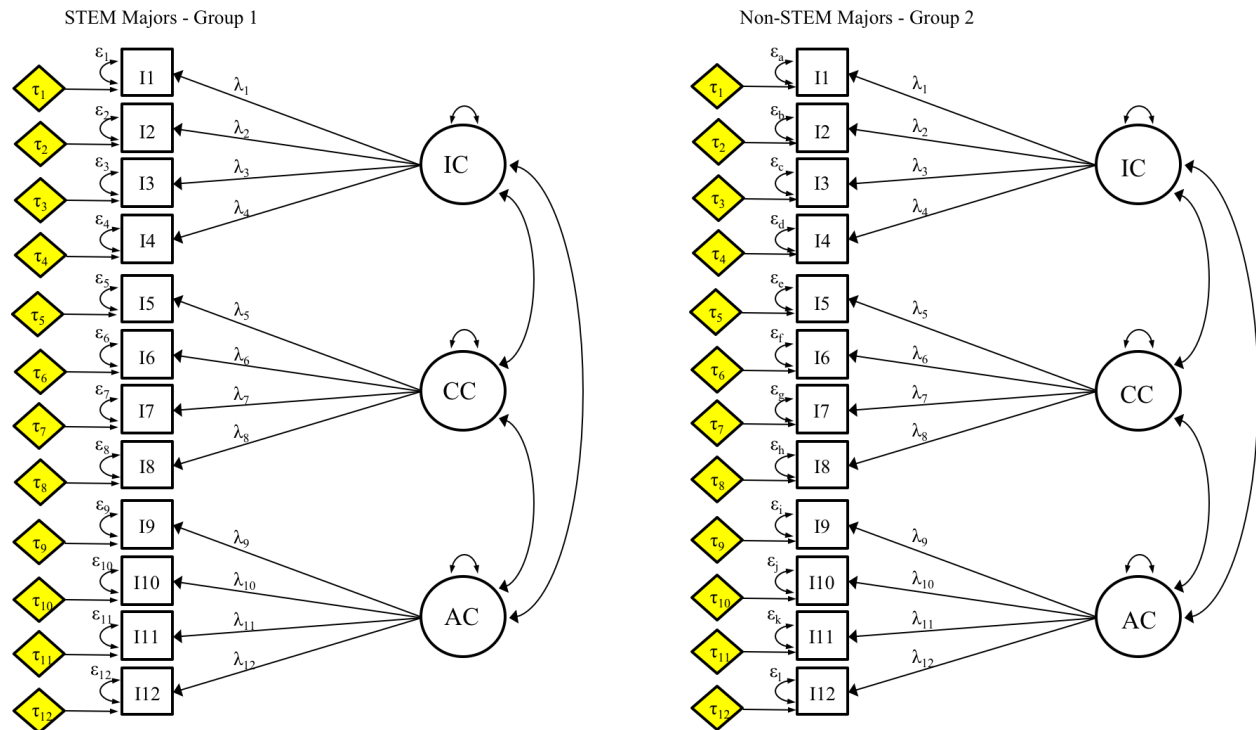 STEM Majors - Group 1
ε₁ I1 τ₁ λ₁
ε₂ I2 τ₂ λ₂
ε₃ I3 τ₃ λ₃
ε₄ I4 τ₄ λ₄
IC
ε₅ I5 τ₅ λ₅
ε₆ I6 τ₆ λ₆
ε₇ I7 τ₇ λ₇
ε₈ I8 τ₈ λ₈
CC
ε₉ I9 τ₉ λ₉
ε₁₀ I10 τ₁₀ λ₁₀
ε₁₁ I11 τ₁₁ λ₁₁
ε₁₂ I12 τ₁₂ λ₁₂
AC
Non-STEM Majors - Group 2
εₐ I1 τ₁ λ₁
ε_b I2 τ₂ λ₂
ε_c I3 τ₃ λ₃
ε_d I4 τ₄ λ₄
IC
εₑ I5 τ₅ λ₅
ε_f I6 τ₆ λ₆
ε_g I7 τ₇ λ₇
εₕ I8 τ₈ λ₈
CC
εᵢ I9 τ₉ λ₉
εⱼ I10 τ₁₀ λ₁₀
εₖ I11 τ₁₁ λ₁₁
εₗ I12 τ₁₂ λ₁₂
AC